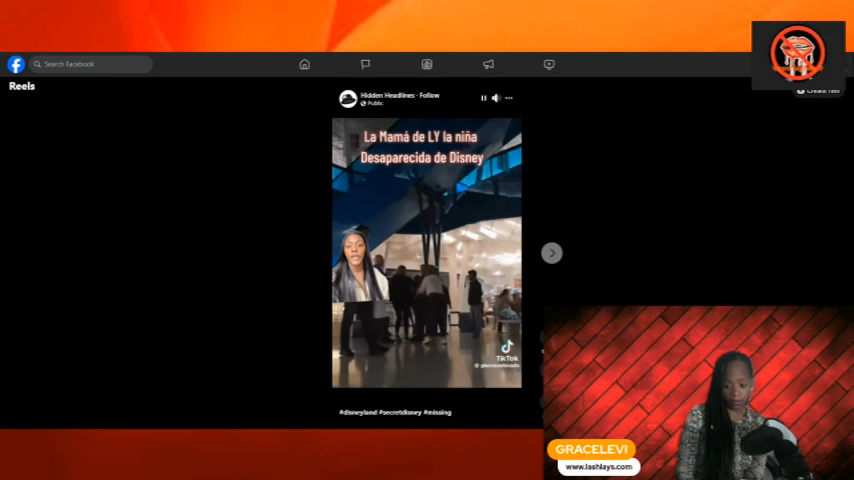 Search Facebook
Reels
Create reel
Hidden Headlines · Follow
Public
La Mamá de LY la niña
Desaparecida de Disney
TikTok
#disneyland #secretdisney #missing
GRACELEVI
www.lashlays.com